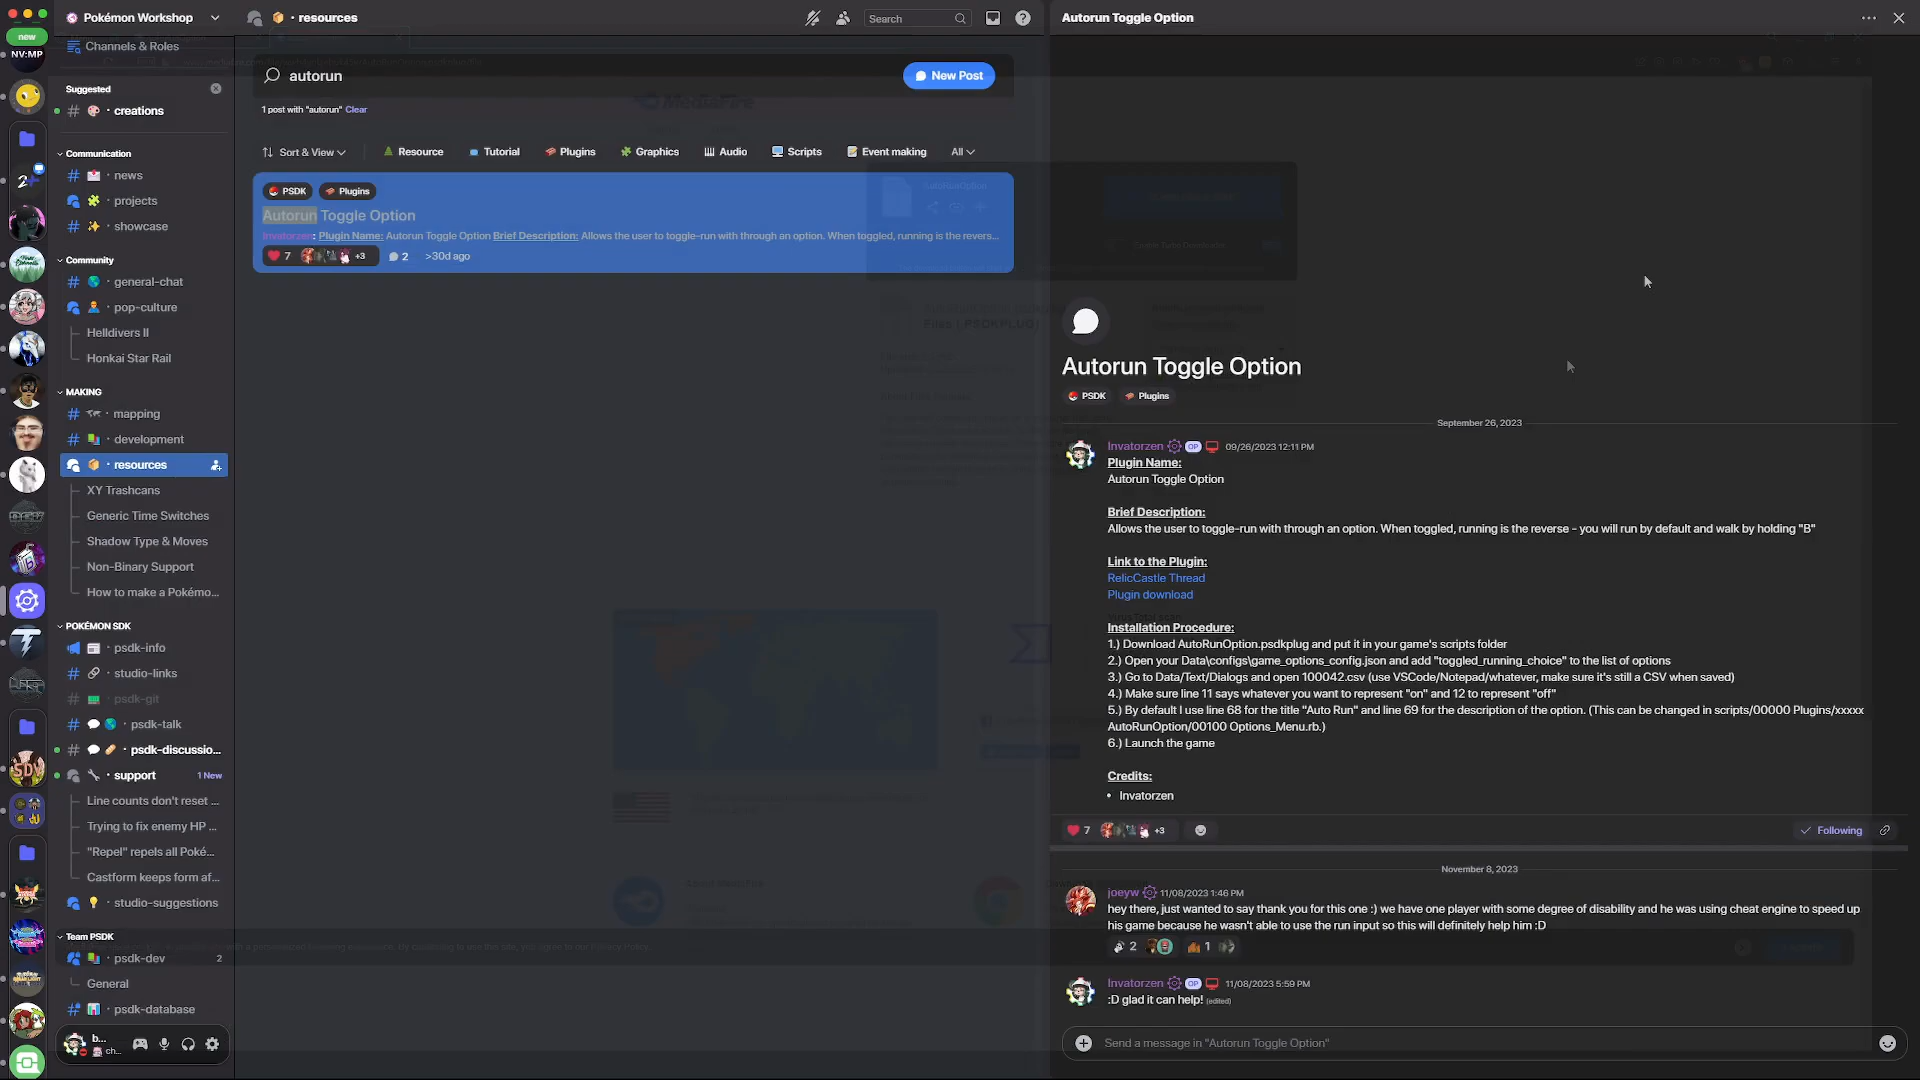 new
NV:MP
Pokémon Workshop
Channels & Roles
Suggested
creations
Communication
news
projects
showcase
Community
general-chat
pop-culture
Helldivers II
Honkai Star Rail
MAKING
mapping
development
resources
XY Trashcans
Generic Time Switches
Shadow Type & Moves
Non-Binary Support
How to make a Pokémo...
POKÉMON SDK
psdk-info
studio-links
psdk-git
psdk-talk
psdk-discussio...
support 1 New
Line counts don't reset ...
Trying to fix enemy HP ...
"Repel" repels all Poké...
Castform keeps form af...
studio-suggestions
Team PSDK
psdk-dev 2
General
psdk-database
b...
ch...
resources
Search
autorun
New Post
1 post with "autorun" Clear
MediaFire
Sort & View
Resource Tutorial Plugins Graphics Audio Scripts Event making All
PSDK Plugins
Autorun Toggle Option
Invatorzen: Plugin Name: Autorun Toggle Option Brief Description: Allows the user to toggle-run with through an option. When toggled, running is the revers...
7 +3 2 >30d ago
Autorun Toggle Option
Autorun Toggle Option
PSDK Plugins
September 26, 2023
Invatorzen OP 09/26/2023 12:11 PM
Plugin Name:
Autorun Toggle Option
Brief Description:
Allows the user to toggle-run with through an option. When toggled, running is the reverse - you will run by default and walk by holding "B"
Link to the Plugin:
RelicCastle Thread
Plugin download
Installation Procedure:
1.) Download AutoRunOption.psdkplug and put it in your game's scripts folder
2.) Open your Data\configs\game_options_config.json and add "toggled_running_choice" to the list of options
3.) Go to Data/Text/Dialogs and open 100042.csv (use VSCode/Notepad/whatever, make sure it's still a CSV when saved)
4.) Make sure line 11 says whatever you want to represent "on" and 12 to represent "off"
5.) By default I use line 68 for the title "Auto Run" and line 69 for the description of the option. (This can be changed in scripts/00000 Plugins/xxxxx
AutoRunOption/00100 Options_Menu.rb.)
6.) Launch the game
Credits:
• Invatorzen
7 +3
Following
November 8, 2023
joeyw 11/08/2023 1:46 PM
hey there, just wanted to say thank you for this one :) we have one player with some degree of disability and he was using cheat engine to speed up
his game because he wasn't able to use the run input so this will definitely help him :D
2 1
Invatorzen OP 11/08/2023 5:59 PM
:D glad it can help! (edited)
Send a message in "Autorun Toggle Option"